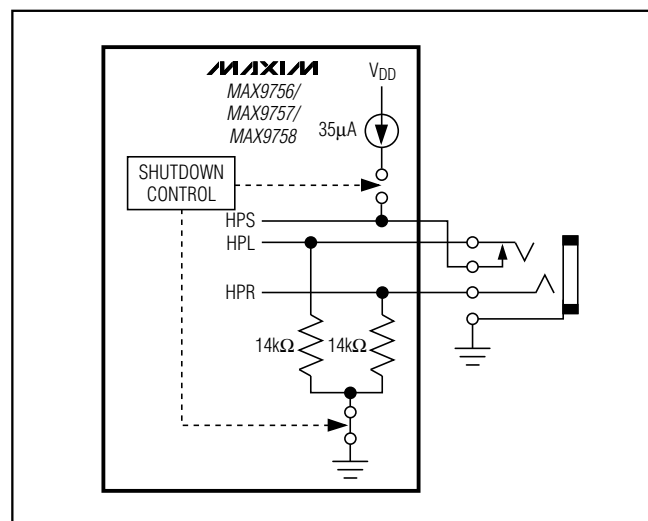 MAXIM
MAX9756/
MAX9757/
MAX9758
VDD
35μA
SHUTDOWN
CONTROL
HPS
HPL
HPR
14kΩ 14kΩ